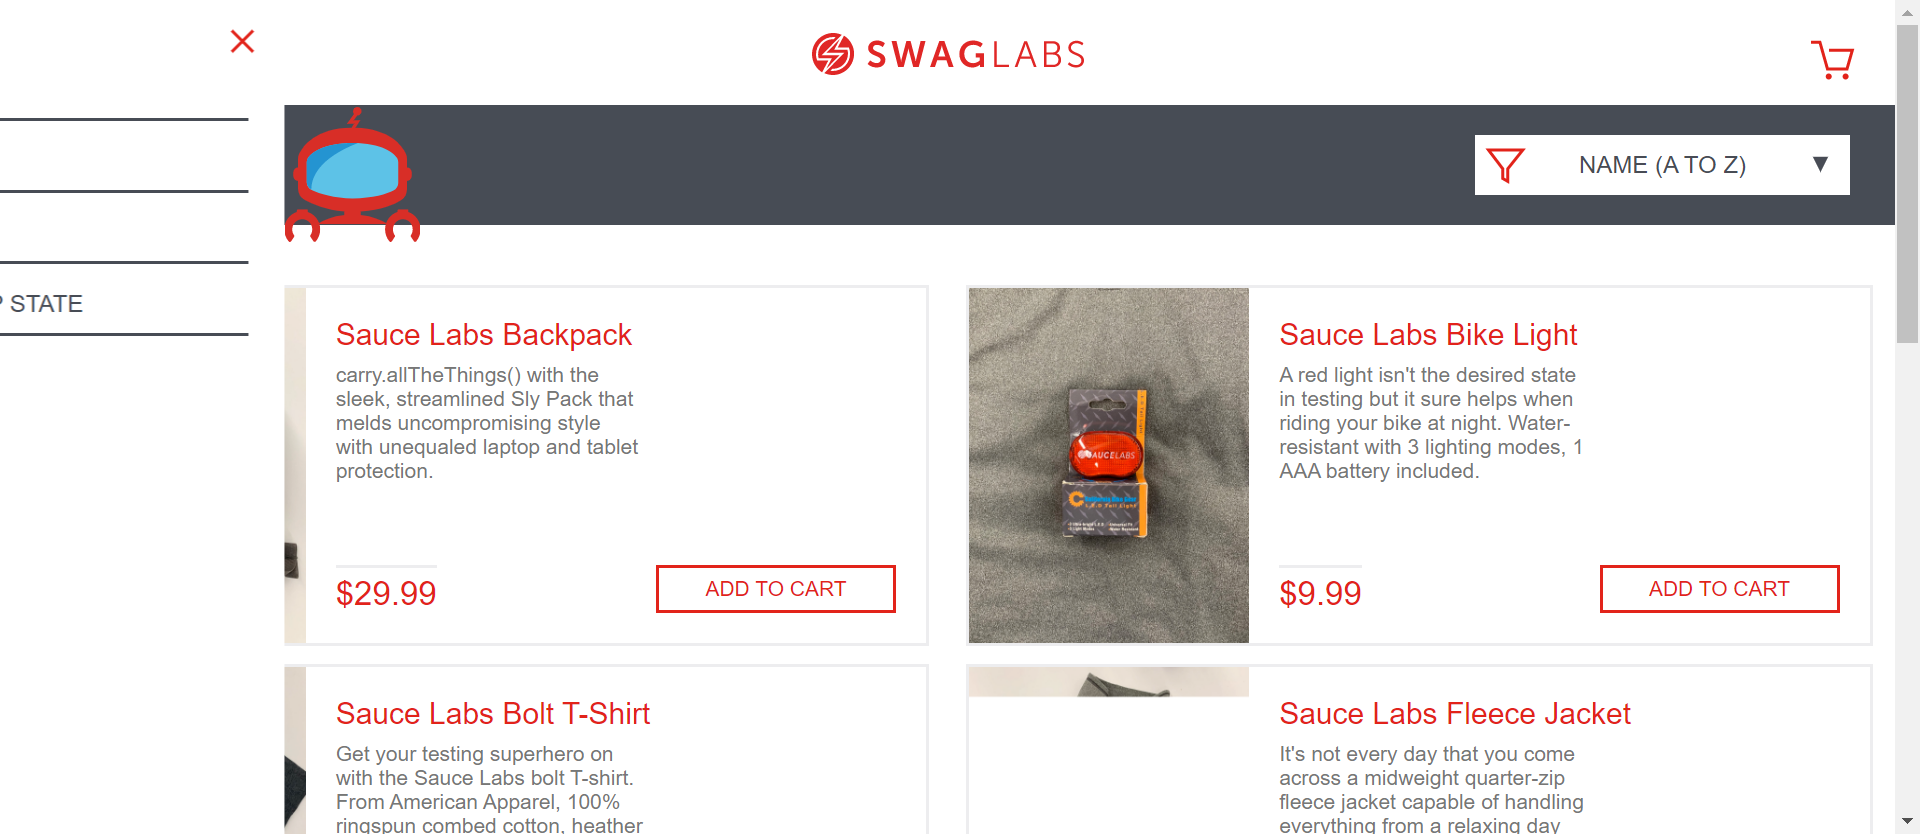 SWAGLABS
NAME (A TO Z)
▼
STATE
Sauce Labs Backpack
carry.allTheThings() with the
sleek, streamlined Sly Pack that
melds uncompromising style
with unequaled laptop and tablet
protection.
$29.99
ADD TO CART
SAUCELABS
Sauce Labs Bike Light
A red light isn't the desired state
in testing but it sure helps when
riding your bike at night. Water-
resistant with 3 lighting modes, 1
AAA battery included.
$9.99
ADD TO CART
Sauce Labs Bolt T-Shirt
Get your testing superhero on
with the Sauce Labs bolt T-shirt.
From American Apparel, 100%
ringspun combed cotton, heather
Sauce Labs Fleece Jacket
It's not every day that you come
across a midweight quarter-zip
fleece jacket capable of handling
everything from a relaxing day